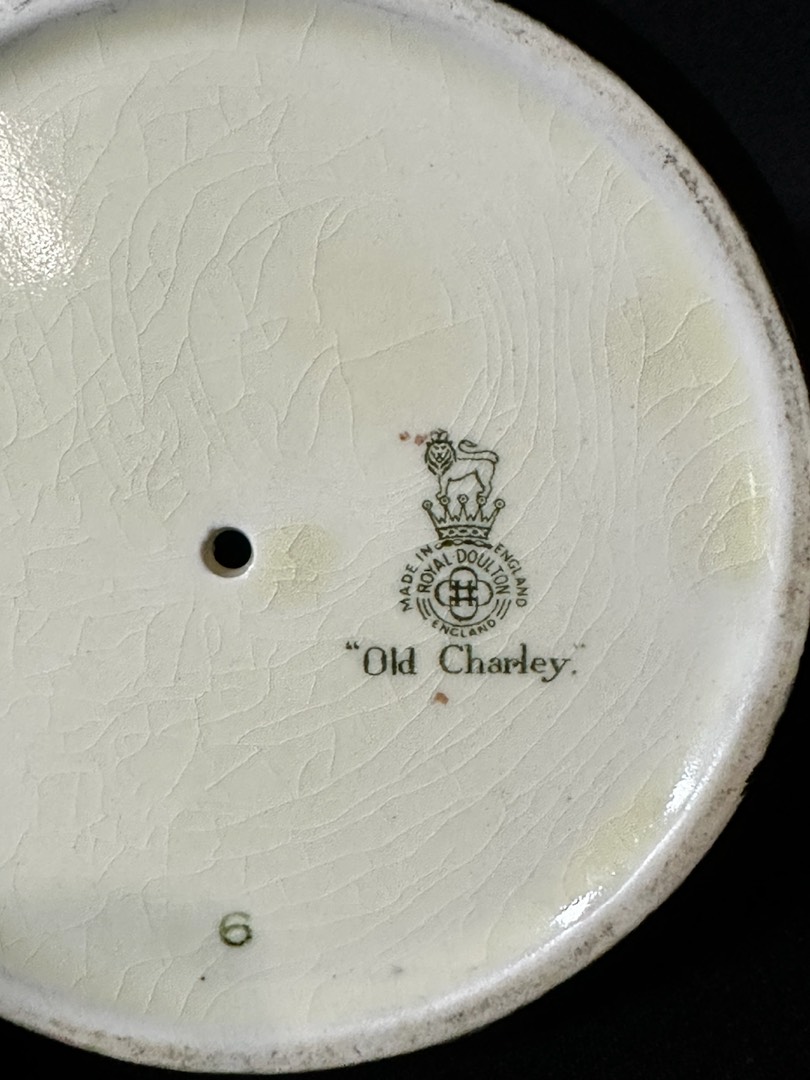 MADE IN ENGLAND
ROYAL DOULTON
ENGLAND
"Old Charley."
6